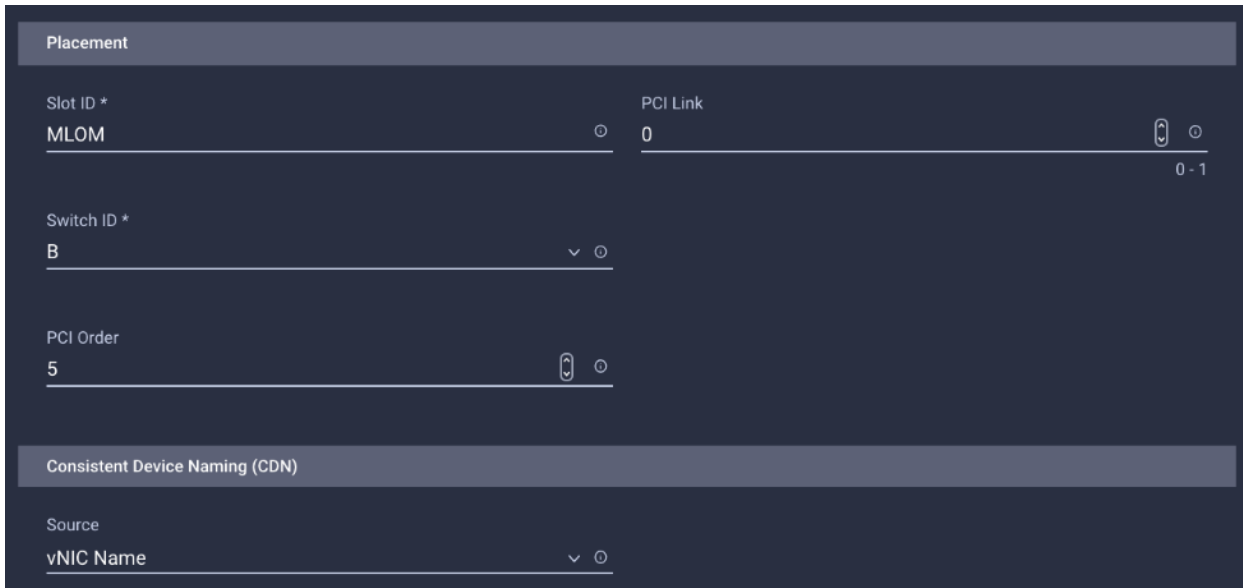 Placement
Slot ID *
MLOM
PCI Link
0
0 - 1
Switch ID *
B
PCI Order
5
Consistent Device Naming (CDN)
Source
vNIC Name